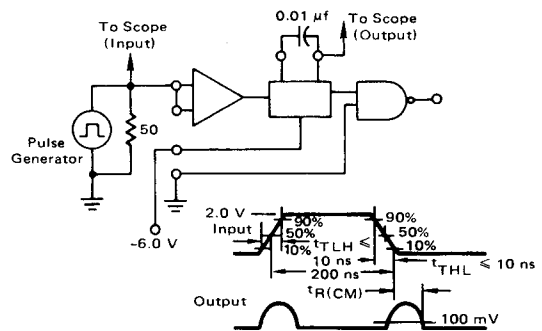 To Scope
(Input)
0.01 μf
To Scope
(Output)
Pulse
Generator
50
-6.0 V
2.0 V
Input
90%
50%
10%
tTLH ≤
10 ns
200 ns
90%
50%
10%
tTHL ≤ 10 ns
tR(CM)
Output
100 mV